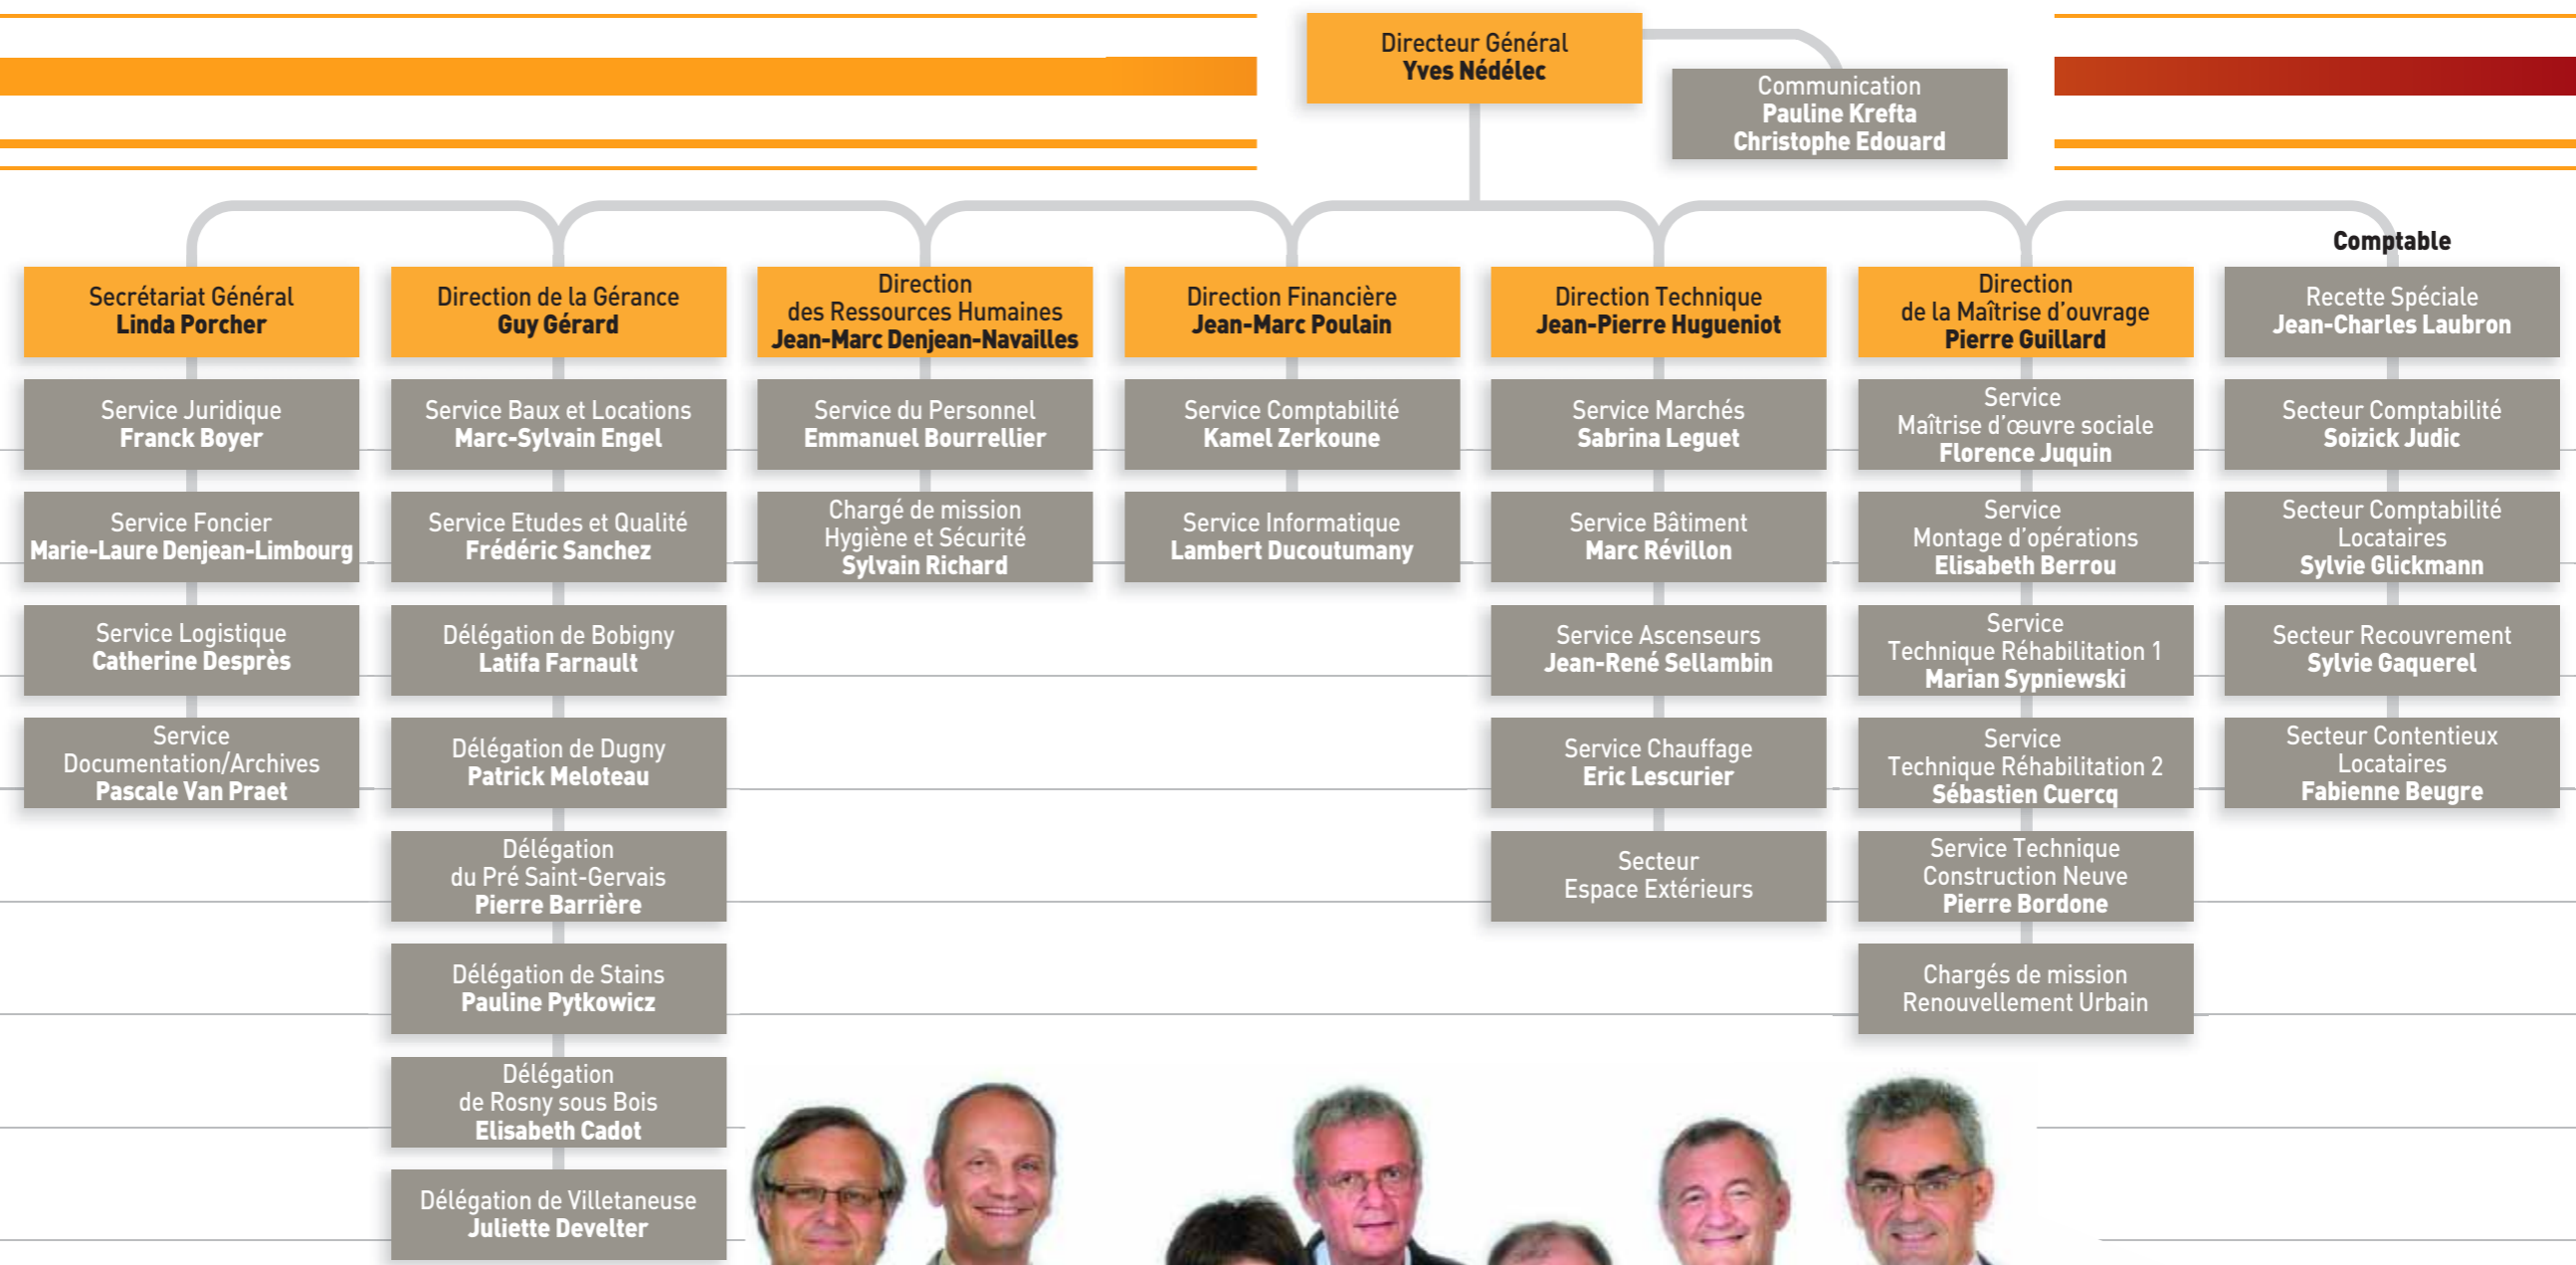 Directeur Général
Yves Nédélec
Communication
Pauline Krefta
Christophe Edouard
Secrétariat Général
Linda Porcher
Service Juridique
Franck Boyer
Service Foncier
Marie-Laure Denjean-Limbourg
Service Logistique
Catherine Desprès
Service
Documentation/Archives
Pascale Van Praet
Direction de la Gérance
Guy Gérard
Service Baux et Locations
Marc-Sylvain Engel
Service Etudes et Qualité
Frédéric Sanchez
Délégation de Bobigny
Latifa Farnault
Délégation de Dugny
Patrick Meloteau
Délégation
du Pré Saint-Gervais
Pierre Barrière
Délégation de Stains
Pauline Pytkowicz
Délégation
de Rosny sous Bois
Elisabeth Cadot
Délégation de Villetaneuse
Juliette Develter
Direction
des Ressources Humaines
Jean-Marc Denjean-Navailles
Service du Personnel
Emmanuel Bourrellier
Chargé de mission
Hygiène et Sécurité
Sylvain Richard
Direction Financière
Jean-Marc Poulain
Service Comptabilité
Kamel Zerkoune
Service Informatique
Lambert Ducoutumany
Direction Technique
Jean-Pierre Hugueniot
Service Marchés
Sabrina Leguet
Service Bâtiment
Marc Révillon
Service Ascenseurs
Jean-René Sellambin
Service Chauffage
Eric Lescurier
Secteur
Espace Extérieurs
Direction
de la Maîtrise d'ouvrage
Pierre Guillard
Service
Maîtrise d'œuvre sociale
Florence Juquin
Service
Montage d'opérations
Elisabeth Berrou
Service
Technique Réhabilitation 1
Marian Sypniewski
Service
Technique Réhabilitation 2
Sébastien Cuercq
Service Technique
Construction Neuve
Pierre Bordone
Chargés de mission
Renouvellement Urbain
Comptable
Recette Spéciale
Jean-Charles Laubron
Secteur Comptabilité
Soizick Judic
Secteur Comptabilité
Locataires
Sylvie Glickmann
Secteur Recouvrement
Sylvie Gaquerel
Secteur Contentieux
Locataires
Fabienne Beugre